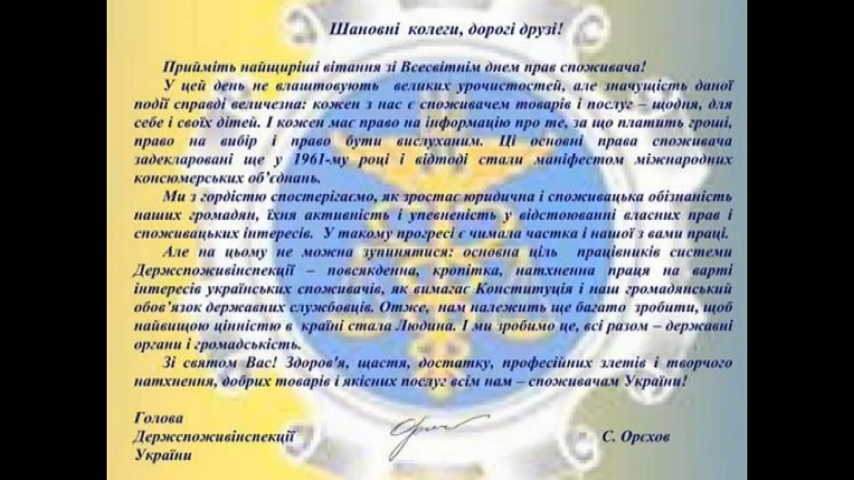 Шановні колеги, дорогі друзі!
Прийміть найщиріші вітання зі Всесвітнім днем прав споживача!
У цей день не влаштовують великих урочистостей, але значущість даної
події справді величезна: кожен з нас є споживачем товарів і послуг – щодня, для
себе і своїх дітей. І кожен має право на інформацію про те, за що платить гроші,
право на вибір і право бути вислуханим. Ці основні права споживача
задекларовані ще у 1961-му році і відтоді стали маніфестом міжнародних
консюмерських об’єднань.
Ми з гордістю спостерігаємо, як зростає юридична і споживацька обізнаність
наших громадян, їхня активність і упевненість у відстоюванні власних прав і
споживацьких інтересів. У такому прогресі є чимала частка і нашої з вами праці.
Але на цьому не можна зупинятися: основна ціль працівників системи
Держспоживінспекції – повсякденна, кропітка, натхненна праця на варті
інтересів українських споживачів, як вимагає Конституція і наш громадянський
обов’язок державних службовців. Отже, нам належить ще багато зробити, щоб
найвищою цінністю в країні стала Людина. І ми зробимо це, всі разом – державні
органи і громадськість.
Зі святом Вас! Здоров'я, щастя, достатку, професійних злетів і творчого
натхнення, добрих товарів і якісних послуг всім нам – споживачам України!
Голова
Держспоживінспекції С. Орєхов
України